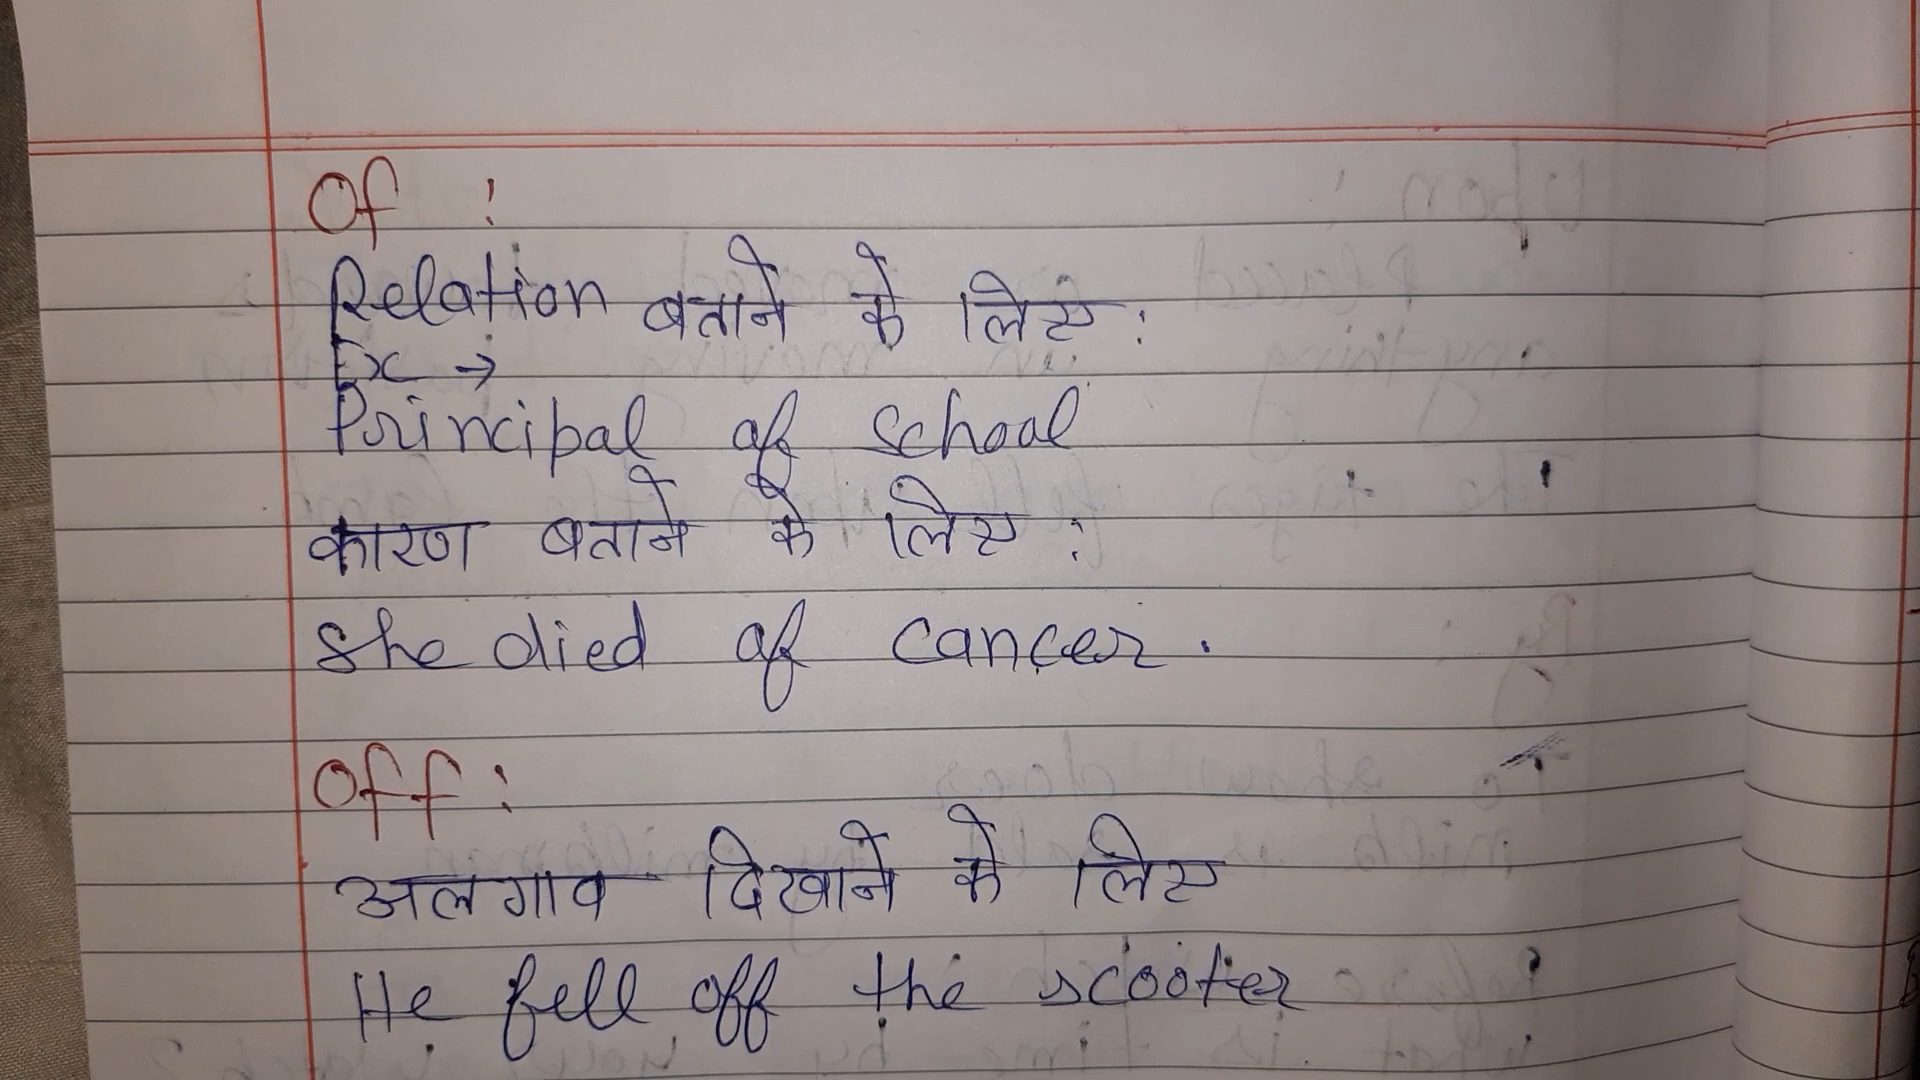 Of :
Relation बताने के लिए :
Ex →
Principal of school
कारण बताने के लिए :
She died of cancer .
Off :
अलगाव दिखाने के लिए
He fell off the scooter